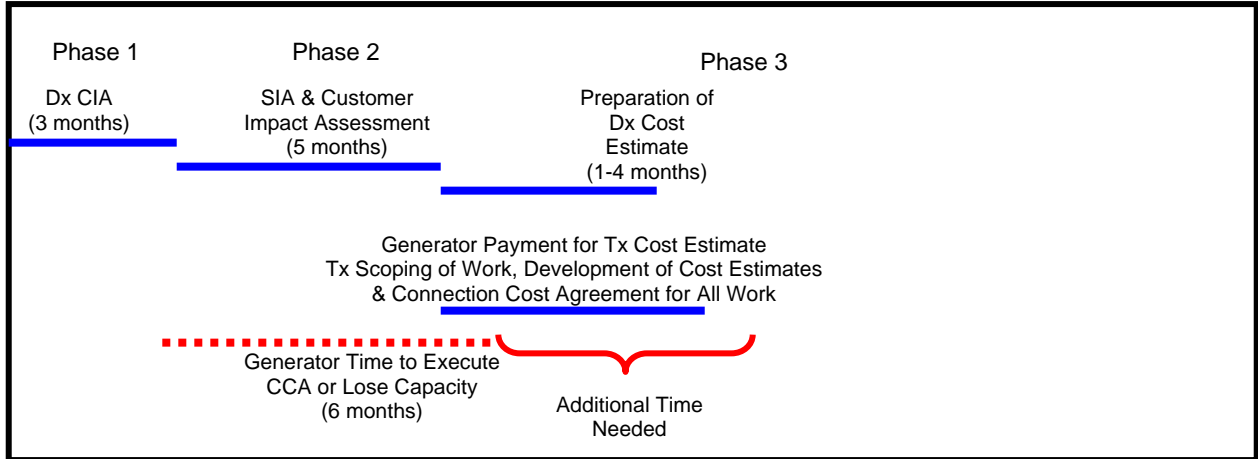 Phase 1
Phase 2
Phase 3
Dx CIA
(3 months)
SIA & Customer
Impact Assessment
(5 months)
Preparation of
Dx Cost
Estimate
(1-4 months)
Generator Payment for Tx Cost Estimate
Tx Scoping of Work, Development of Cost Estimates
& Connection Cost Agreement for All Work
Generator Time to Execute
CCA or Lose Capacity
(6 months)
Additional Time
Needed